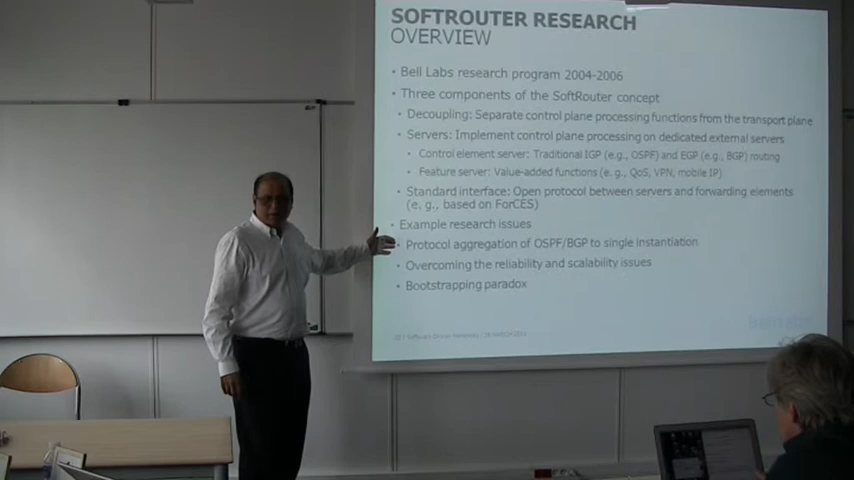 SOFTROUTER RESEARCH
OVERVIEW
• Bell Labs research program 2004-2006
• Three components of the SoftRouter concept
• Decoupling: Separate control plane processing functions from the transport plane
• Servers: Implement control plane processing on dedicated external servers
• Control element server: Traditional IGP (e.g., OSPF) and EGP (e.g., BGP) routing
• Feature server: Value-added functions (e. g., QoS, VPN, mobile IP)
• Standard interface: Open protocol between servers and forwarding elements
(e. g., based on ForCES)
• Example research issues
• Protocol aggregation of OSPF/BGP to single instantiation
• Overcoming the reliability and scalability issues
• Bootstrapping paradox